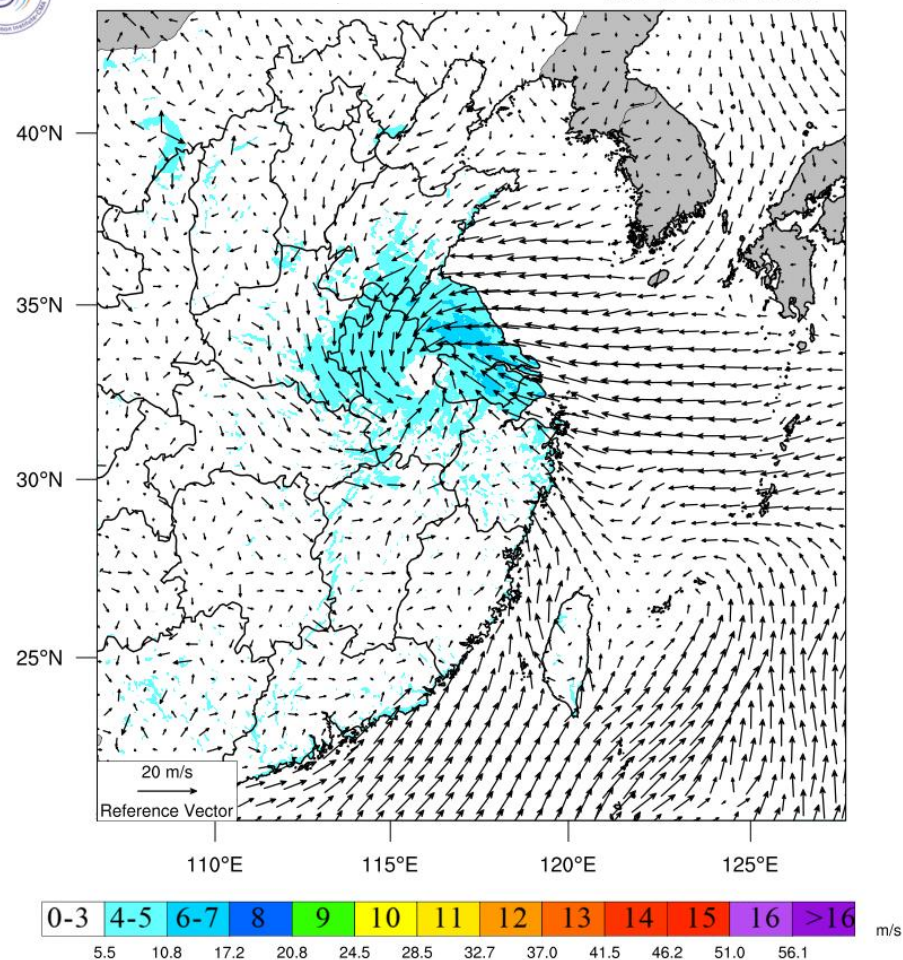 40°N
35°N
30°N
25°N
20 m/s
Reference Vector
110°E 115°E 120°E 125°E
0-3 4-5 6-7 8 9 10 11 12 13 14 15 16 >16
5.5 10.8 17.2 20.8 24.5 28.5 32.7 37.0 41.5 46.2 51.0 56.1 m/s